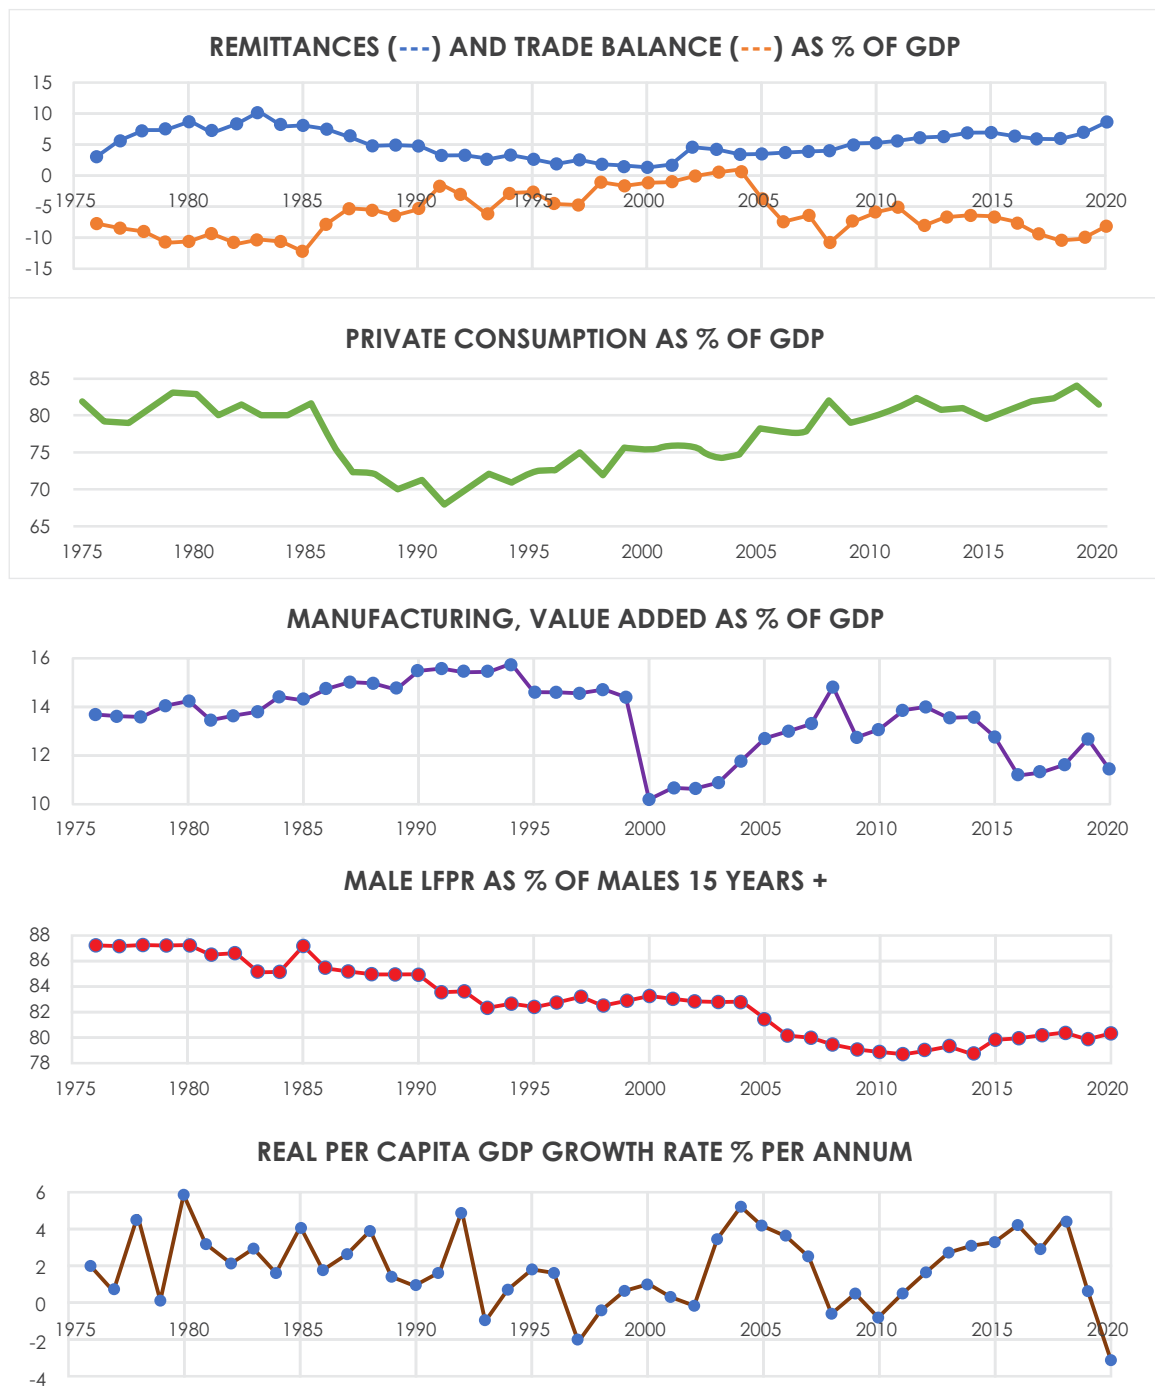 REMITTANCES (---) AND TRADE BALANCE (---) AS % OF GDP
15
10
5
0
1975 1980 1985 1990 1995 2000 2005 2010 2015 2020
-5
-10
-15
PRIVATE CONSUMPTION AS % OF GDP
85
80
75
70
65
1975 1980 1985 1990 1995 2000 2005 2010 2015 2020
MANUFACTURING, VALUE ADDED AS % OF GDP
16
14
12
10
1975 1980 1985 1990 1995 2000 2005 2010 2015 2020
MALE LFPR AS % OF MALES 15 YEARS +
88
86
84
82
80
78
1975 1980 1985 1990 1995 2000 2005 2010 2015 2020
REAL PER CAPITA GDP GROWTH RATE % PER ANNUM
6
4
2
0
1975 1980 1985 1990 1995 2000 2005 2010 2015 2020
-2
-4